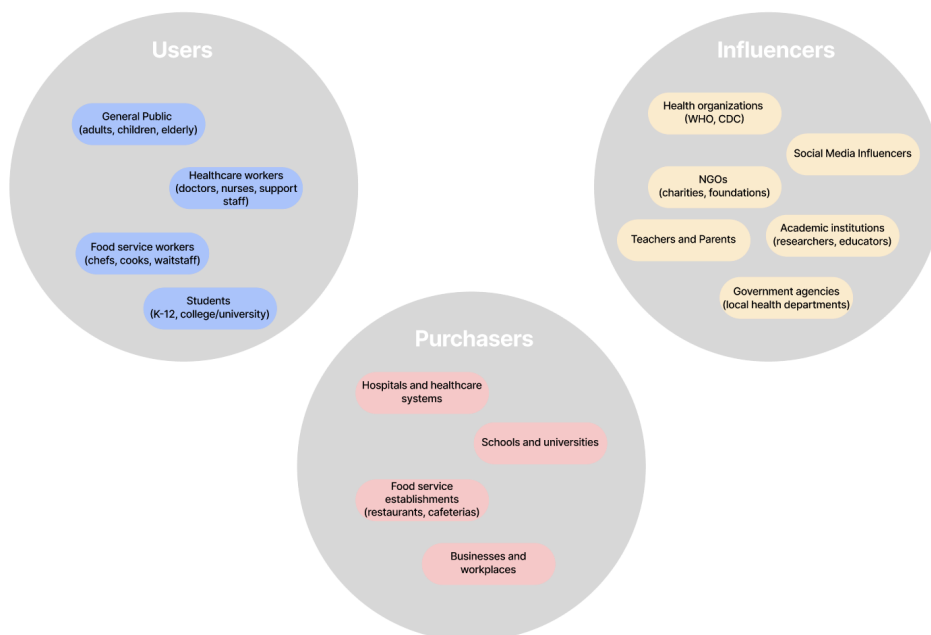 Users
General Public
(adults, children, elderly)
Healthcare workers
(doctors, nurses, support
staff)
Food service workers
(chefs, cooks, waitstaff)
Students
(K-12, college/university)
Influencers
Health organizations
(WHO, CDC)
Social Media Influencers
NGOs
(charities, foundations)
Teachers and Parents
Academic institutions
(researchers, educators)
Government agencies
(local health departments)
Purchasers
Hospitals and healthcare
systems
Schools and universities
Food service
establishments
(restaurants, cafeterias)
Businesses and
workplaces